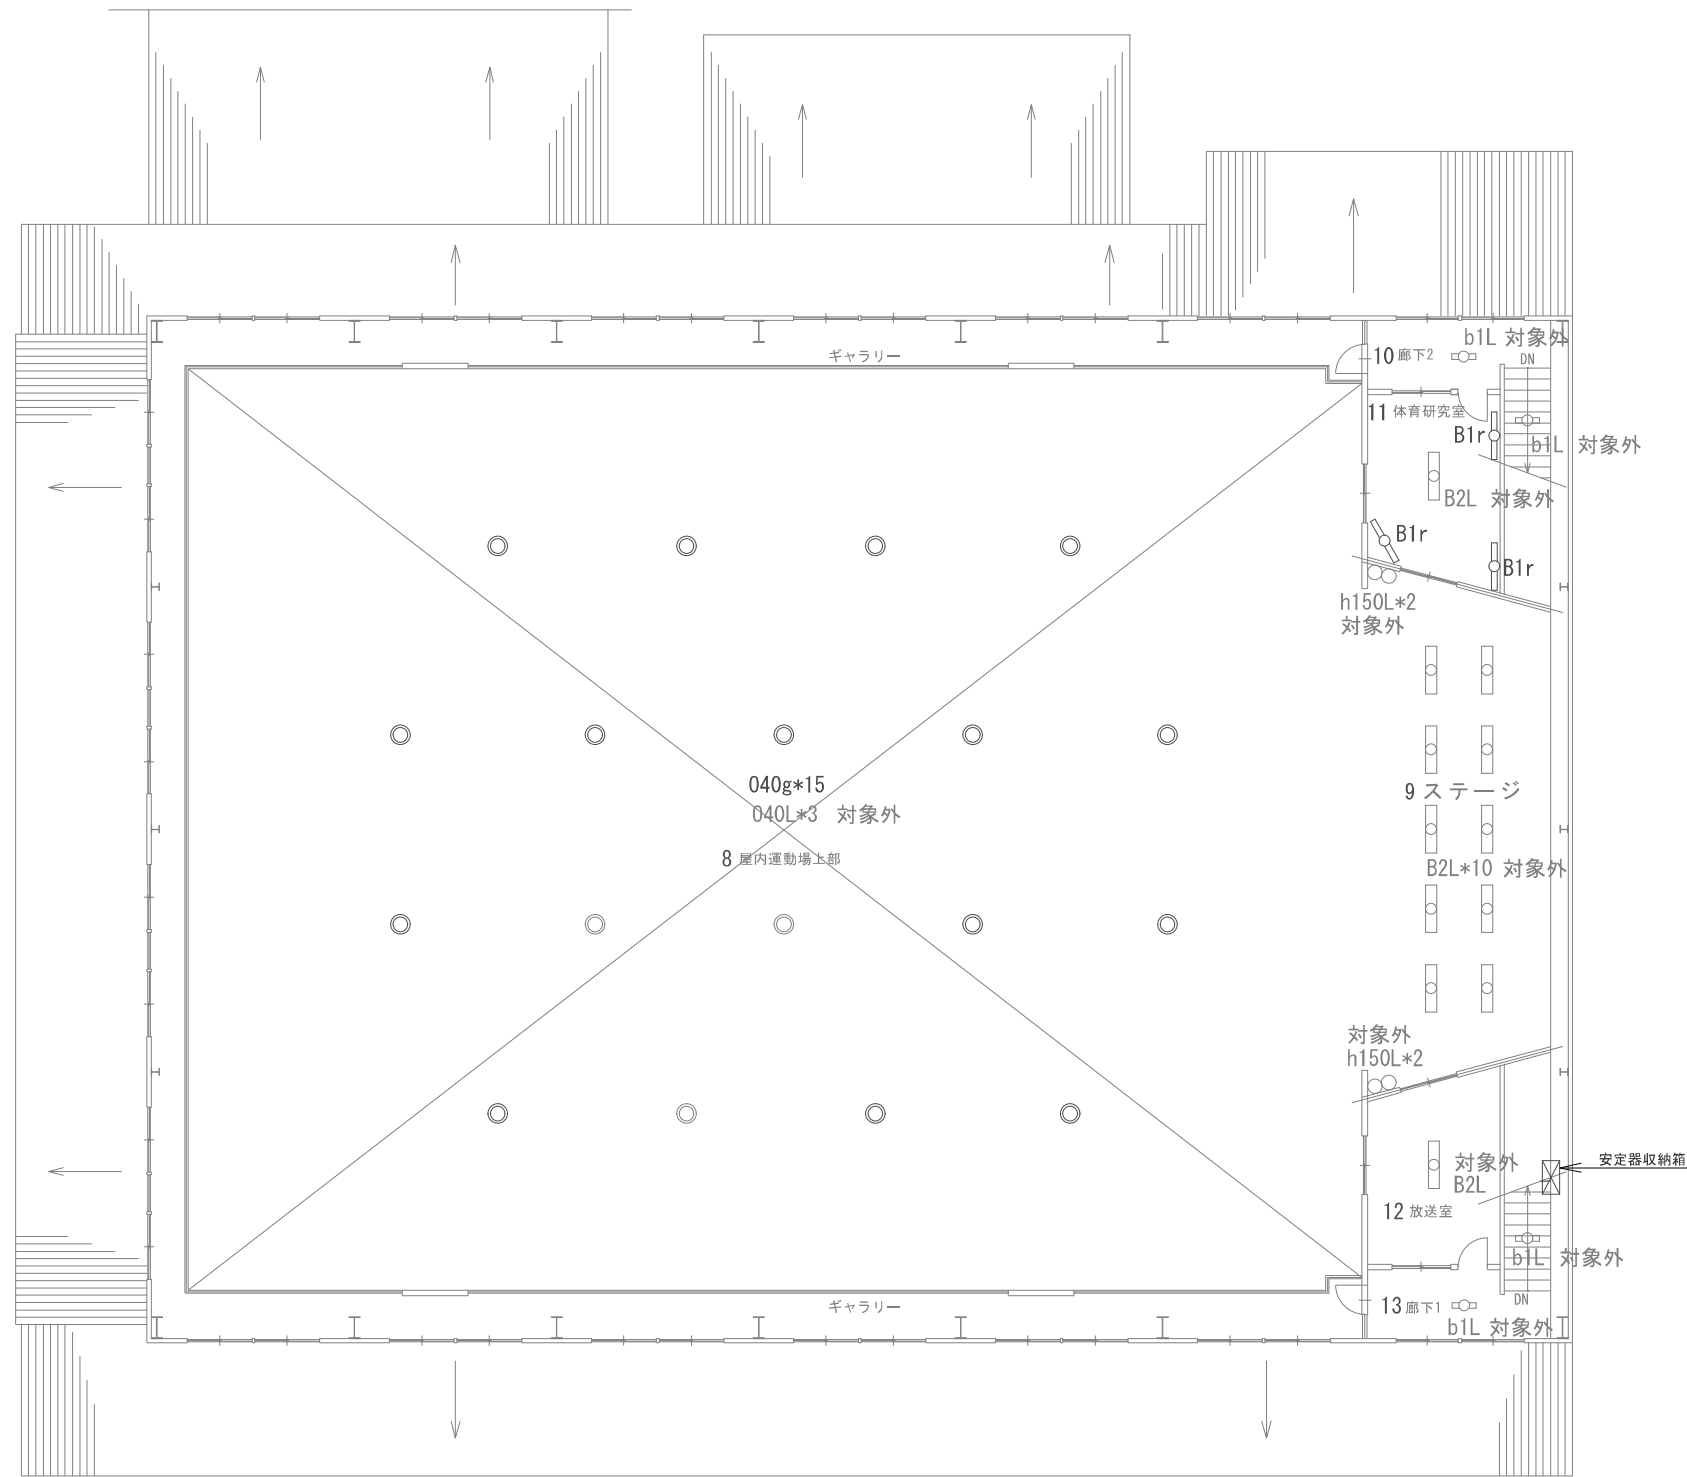 b1L 対象外
ギャラリー
10 廊下2
DN
11 体育研究室
B1r
b1L 対象外
B2L 対象外
B1r
B1r
h150L*2
対象外
O40g*15
O40L*3 対象外
9 ステージ
8 屋内運動場上部
B2L*10 対象外
対象外
h150L*2
安定器収納箱
対象外
B2L
12 放送室
b1L 対象外
DN
ギャラリー
13 廊下1
b1L 対象外